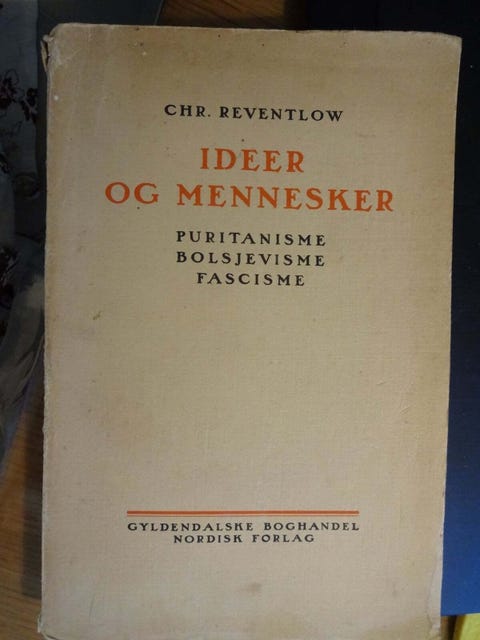 CHR. REVENTLOW
IDEER
OG MENNESKER
PURITANISME
BOLSJEVISME
FASCISME
GYLDENDALSKE BOGHANDEL
NORDISK FORLAG